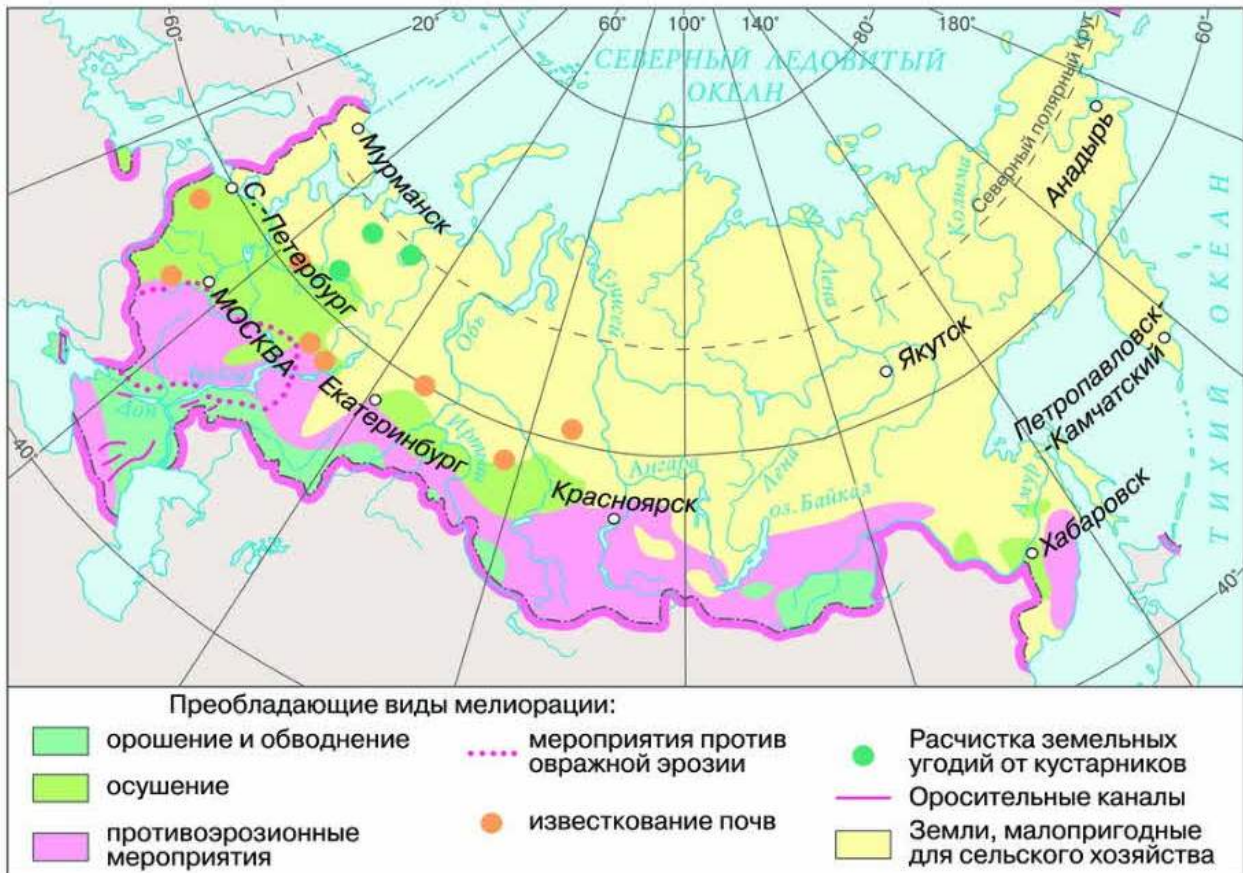 60°
20°
60°
100°
140°
80°
180°
60°
СЕВЕРНЫЙ ЛЕДОВИТЫЙ
ОКЕАН
Северный полярный круг
Анадырь
Мурманск
С.-Петербург
Колыма
ТИХИЙ ОКЕАН
Енисей
Лена
Обь
МОСКВА
Якутск
Петропавловск-
-Камчатский
Екатеринбург
Дон
Иртыш
40°
Ангара
Лена
Красноярск
оз. Байкал
Амур
Хабаровск
40°
Преобладающие виды мелиорации:
орошение и обводнение
осушение
противоэрозионные
мероприятия
мероприятия против
овражной эрозии
известкование почв
Расчистка земельных
угодий от кустарников
Оросительные каналы
Земли, малопригодные
для сельского хозяйства